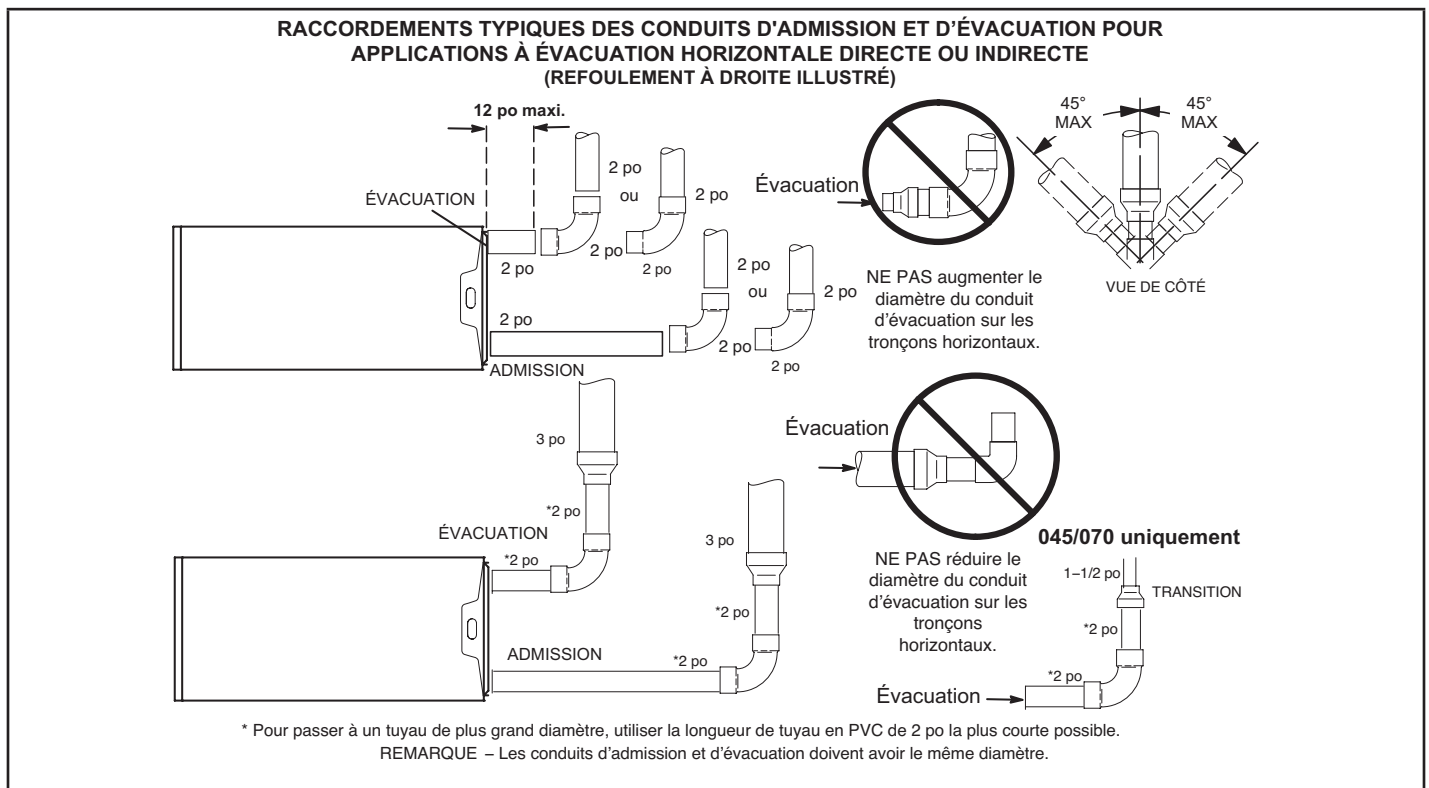 RACCORDEMENTS TYPIQUES DES CONDUITS D'ADMISSION ET D’ÉVACUATION POUR
APPLICATIONS À ÉVACUATION HORIZONTALE DIRECTE OU INDIRECTE
(REFOULEMENT À DROITE ILLUSTRÉ)
12 po maxi.
ÉVACUATION
2 po
2 po
ou
2 po
2 po
2 po
2 po
2 po
ou
2 po
2 po
2 po
2 po
ADMISSION
Évacuation
NE PAS augmenter le
diamètre du conduit
d’évacuation sur les
tronçons horizontaux.
45°
MAX
45°
MAX
VUE DE CÔTÉ
3 po
*2 po
ÉVACUATION
*2 po
3 po
*2 po
ADMISSION
*2 po
Évacuation
NE PAS réduire le
diamètre du conduit
d’évacuation sur les
tronçons
horizontaux.
045/070 uniquement
1–1/2 po
TRANSITION
*2 po
*2 po
Évacuation
* Pour passer à un tuyau de plus grand diamètre, utiliser la longueur de tuyau en PVC de 2 po la plus courte possible.
REMARQUE – Les conduits d’admission et d’évacuation doivent avoir le même diamètre.